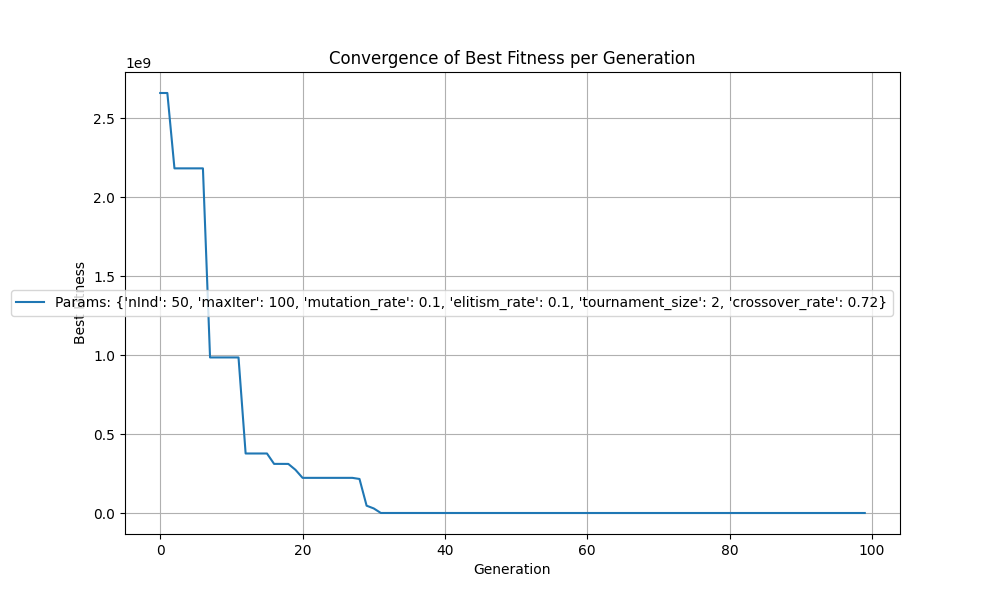 Convergence of Best Fitness per Generation
1e9
2.5
2.0
1.5
1.0
0.5
0.0
Best Fitness
Params: {'nInd': 50, 'maxIter': 100, 'mutation_rate': 0.1, 'elitism_rate': 0.1, 'tournament_size': 2, 'crossover_rate': 0.72}
0 20 40 60 80 100
Generation